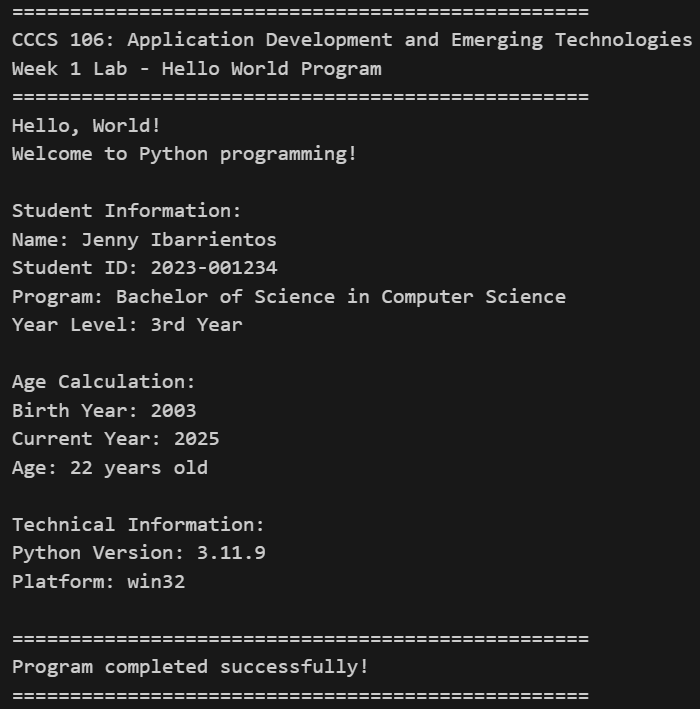 ==================================================
CCCS 106: Application Development and Emerging Technologies
Week 1 Lab - Hello World Program
==================================================
Hello, World!
Welcome to Python programming!

Student Information:
Name: Jenny Ibarrientos
Student ID: 2023-001234
Program: Bachelor of Science in Computer Science
Year Level: 3rd Year

Age Calculation:
Birth Year: 2003
Current Year: 2025
Age: 22 years old

Technical Information:
Python Version: 3.11.9
Platform: win32

==================================================
Program completed successfully!
==================================================